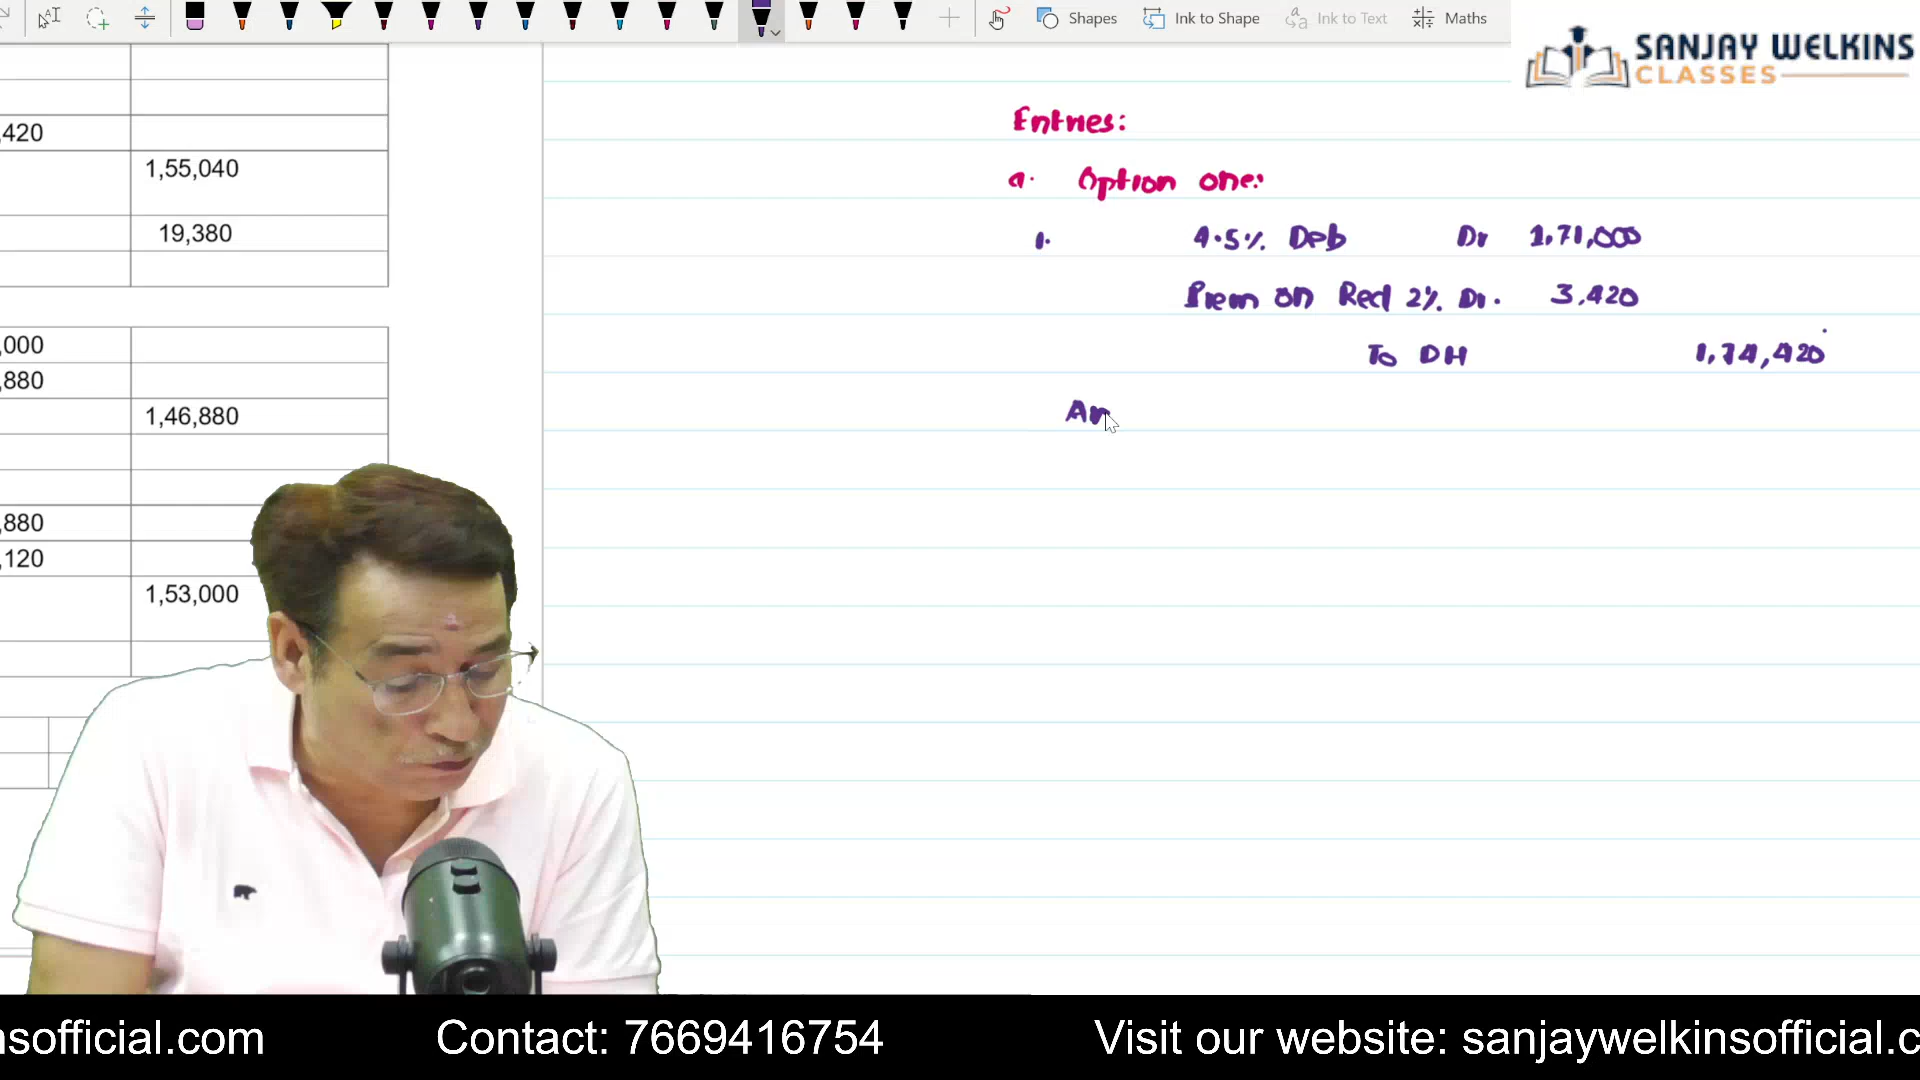 Shapes Ink to Shape Ink to Text Maths
SANJAY WELKINS
CLASSES
,420
1,55,040
19,380
,000
,880
1,46,880
,880
,120
1,53,000
Entries:
a. Option one:
1. 4.5% Deb Dr 1,71,000
Prem on Red 2% Dr. 3,420
To DH 1,74,420
Am
nsofficial.com Contact: 7669416754 Visit our website: sanjaywelkinsofficial.c